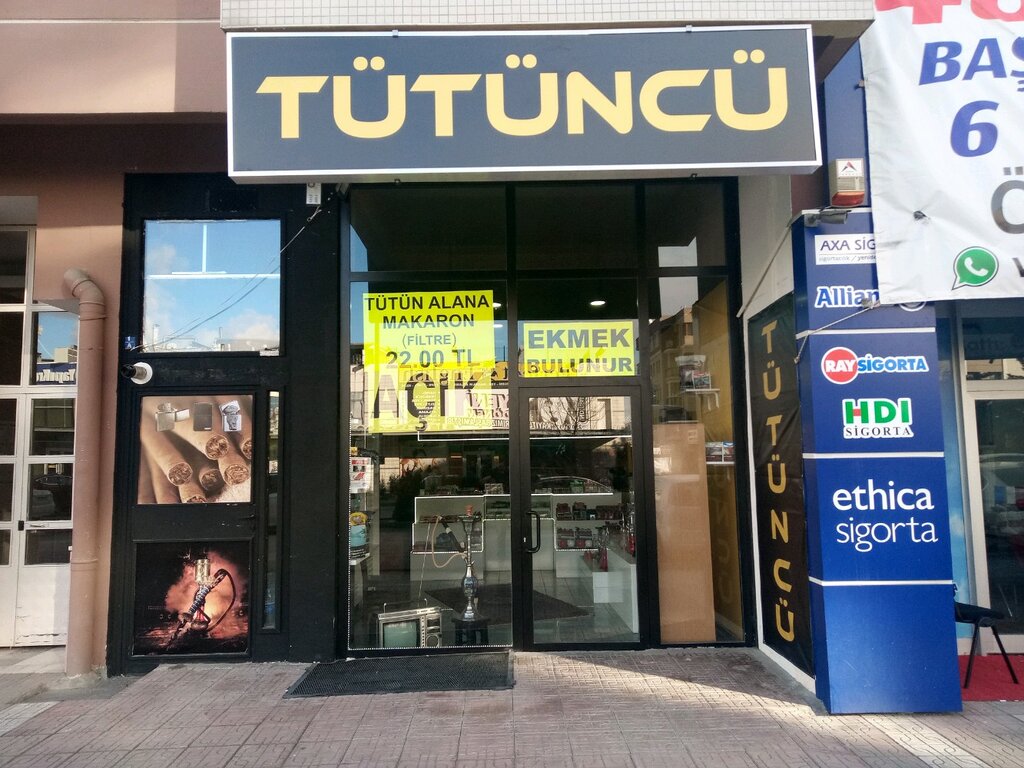 TÜTÜNCÜ
TÜTÜN ALANA
MAKARON
(FİLTRE)
22.00 TL
EKMEK
BULUNUR
AÇIK
TÜTÜNCÜ
AXA SİG
Allian
RAY SİGORTA
HDI
SİGORTA
ethica
sigorta
BAŞ
6